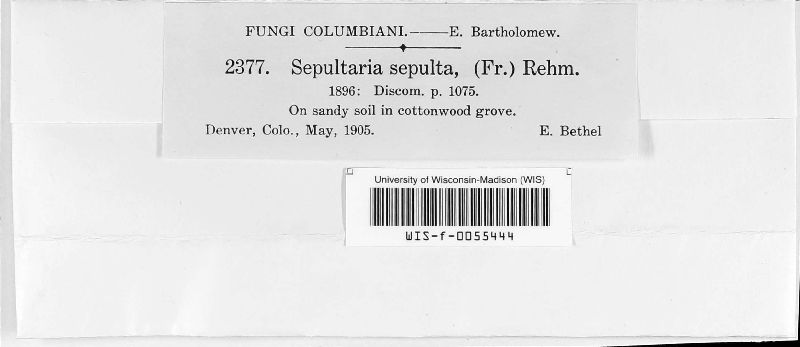 FUNGI COLUMBIANI.——E. Bartholomew.
2377. Sepultaria sepulta, (Fr.) Rehm.
1896: Discom. p. 1075.
On sandy soil in cottonwood grove.
Denver, Colo., May, 1905. E. Bethel
University of Wisconsin-Madison (WIS)
WIS-f-0055444